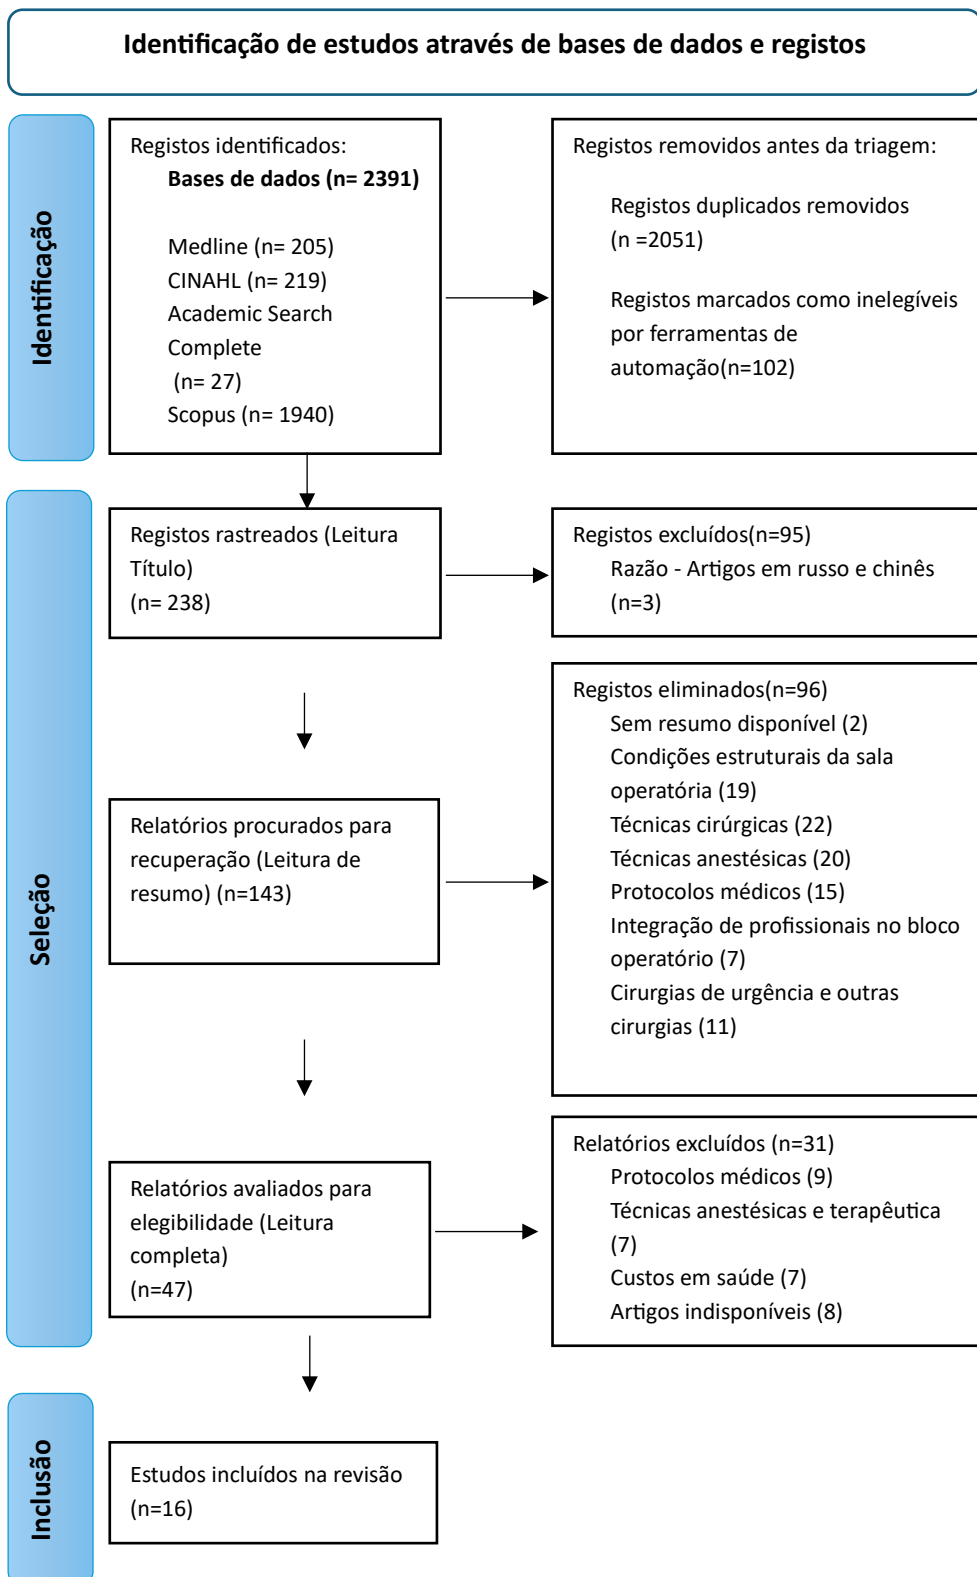 Identificação de estudos através de bases de dados e registos
Identificação
Registos identificados:
Bases de dados (n= 2391)
Medline (n= 205)
CINAHL (n= 219)
Academic Search
Complete
(n= 27)
Scopus (n= 1940)
Registos removidos antes da triagem:
Registos duplicados removidos
(n =2051)
Registos marcados como inelegíveis
por ferramentas de
automação(n=102)
Seleção
Registos rastreados (Leitura
Título)
(n= 238)
Registos excluídos(n=95)
Razão - Artigos em russo e chinês
(n=3)
Relatórios procurados para
recuperação (Leitura de
resumo) (n=143)
Registos eliminados(n=96)
Sem resumo disponível (2)
Condições estruturais da sala
operatória (19)
Técnicas cirúrgicas (22)
Técnicas anestésicas (20)
Protocolos médicos (15)
Integração de profissionais no bloco
operatório (7)
Cirurgias de urgência e outras
cirurgias (11)
Relatórios avaliados para
elegibilidade (Leitura
completa)
(n=47)
Relatórios excluídos (n=31)
Protocolos médicos (9)
Técnicas anestésicas e terapêutica
(7)
Custos em saúde (7)
Artigos indisponíveis (8)
Inclusão
Estudos incluídos na revisão
(n=16)